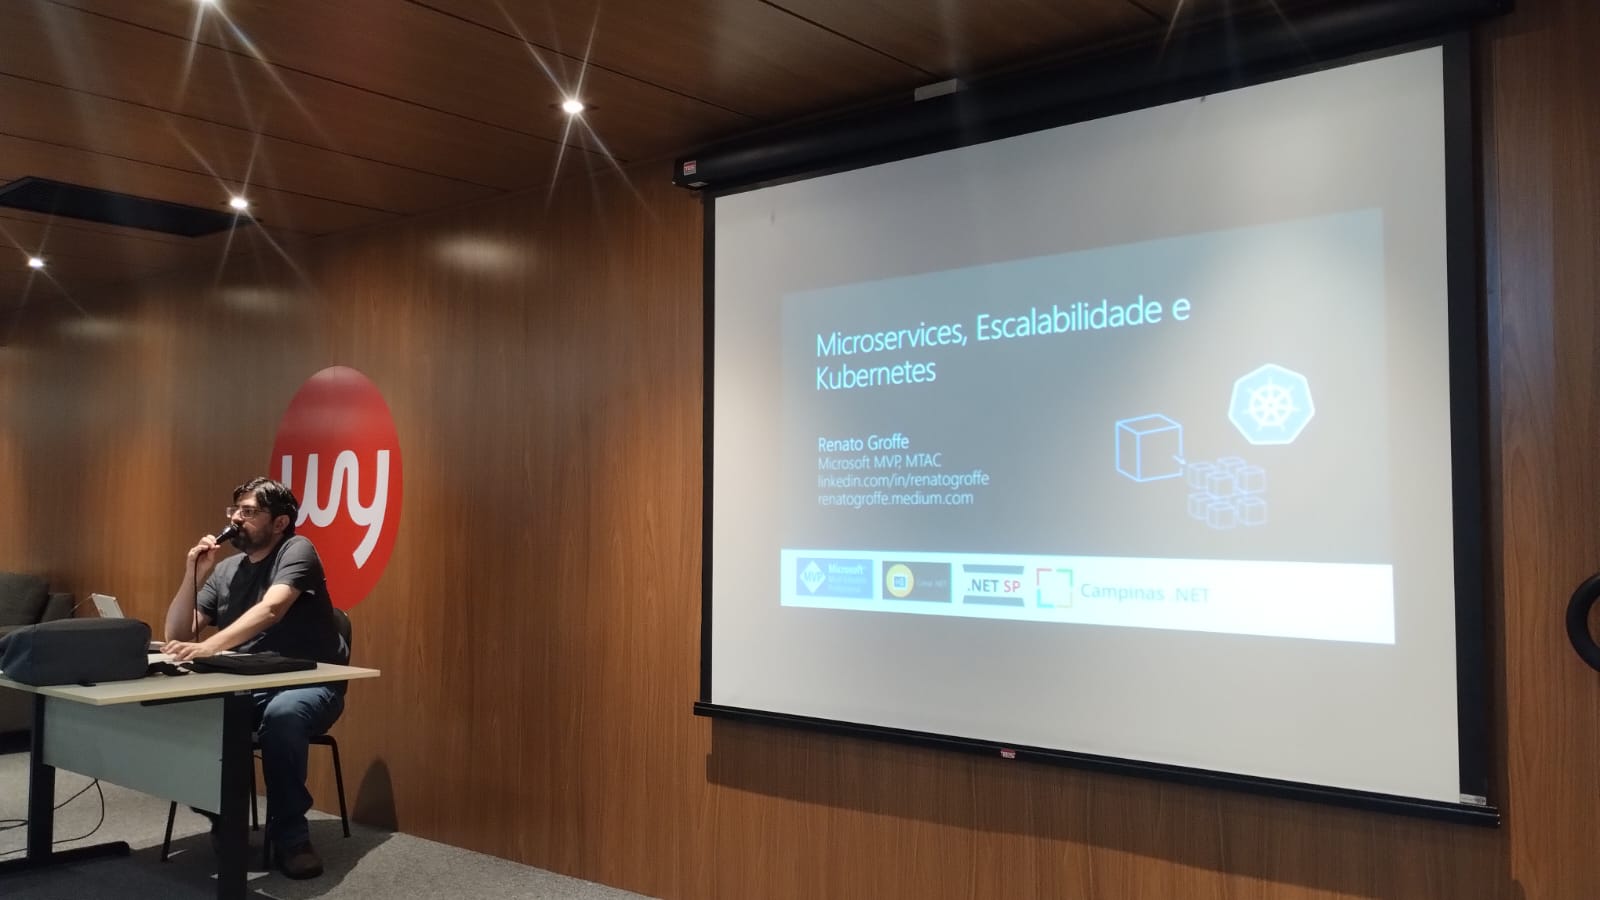 Microservices, Escalabilidade e
Kubernetes
Renato Groffe
Microsoft MVP, MTAC
linkedin.com/in/renatogroffe
renatogroffe.medium.com
MVP
Microsoft
.NET SP
Campinas .NET
wy